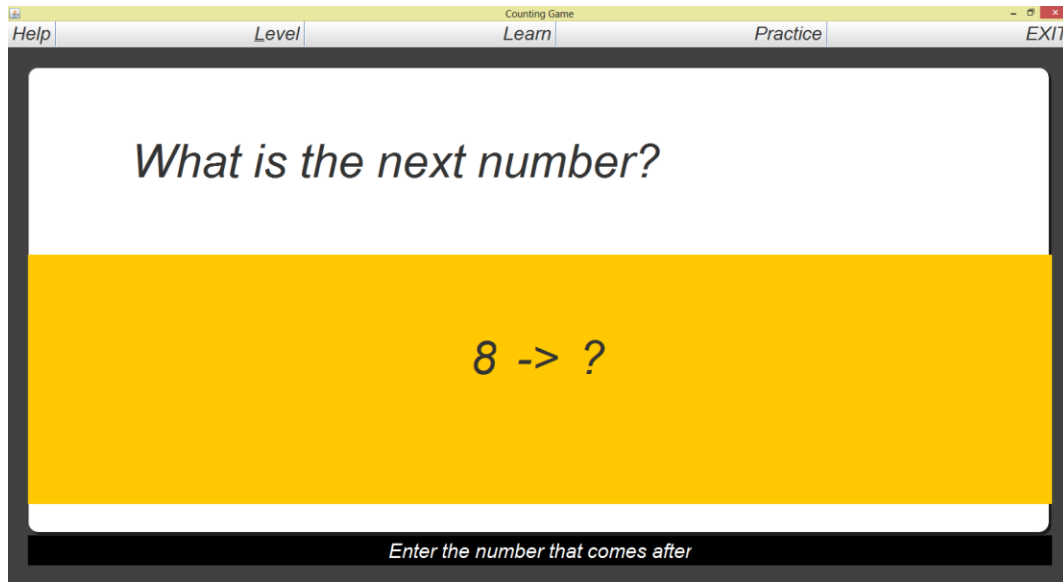 Counting Game
Help Level Learn Practice EXIT
What is the next number?
8 -> ?
Enter the number that comes after